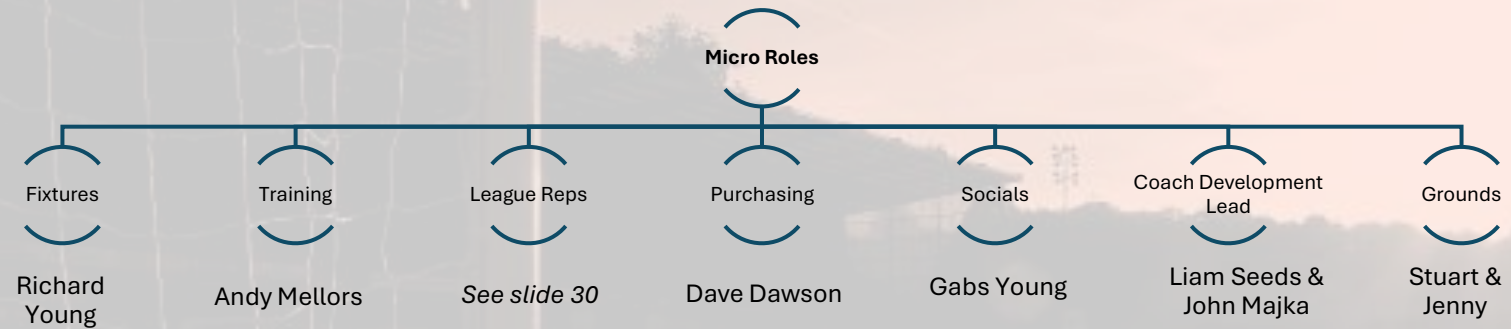 Micro Roles
Fixtures
Training
League Reps
Purchasing
Socials
Coach Development
Lead
Grounds
Richard
Young
Andy Mellors
See slide 30
Dave Dawson
Gabs Young
Liam Seeds &
John Majka
Stuart &
Jenny